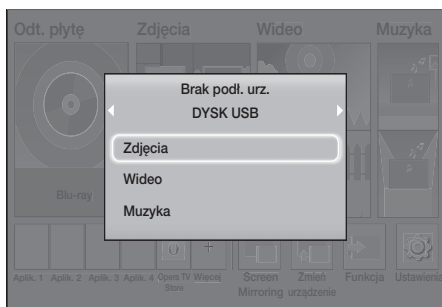 Odt. płytę Zdjęcia Wideo Muzyka
Brak podł. urz.
DYSK USB
Zdjęcia
Wideo
Muzyka
Blu-ray
Aplik. 1 Aplik. 2 Aplik. 3 Aplik. 4 Opera TV Store Więcej Screen Mirroring Zmień urządzenie Funkcja Ustawienia